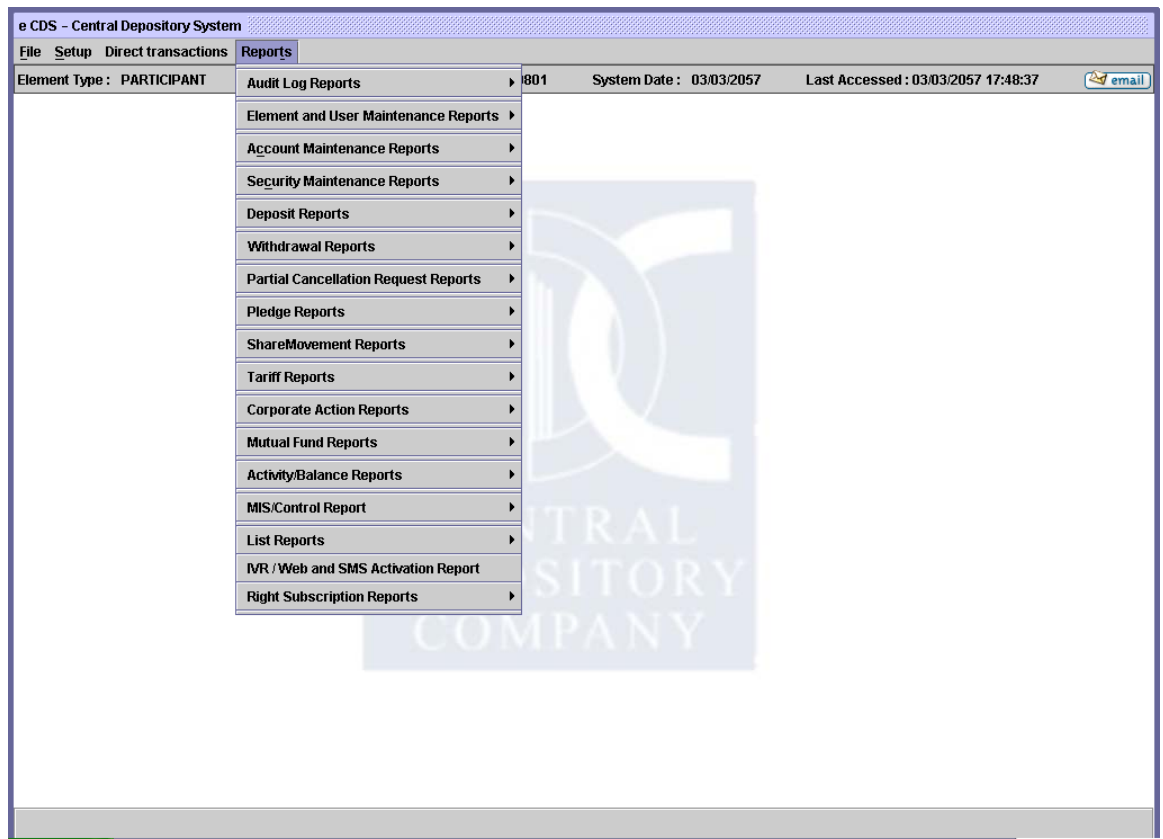 e CDS - Central Depository System
File Setup Direct transactions Reports
Element Type : PARTICIPANT 801 System Date : 03/03/2057 Last Accessed : 03/03/2057 17:48:37 email
Audit Log Reports
Element and User Maintenance Reports
Account Maintenance Reports
Security Maintenance Reports
Deposit Reports
Withdrawal Reports
Partial Cancellation Request Reports
Pledge Reports
ShareMovement Reports
Tariff Reports
Corporate Action Reports
Mutual Fund Reports
Activity/Balance Reports
MIS/Control Report
List Reports
IVR / Web and SMS Activation Report
Right Subscription Reports
TRAL
SITORY
COMPANY